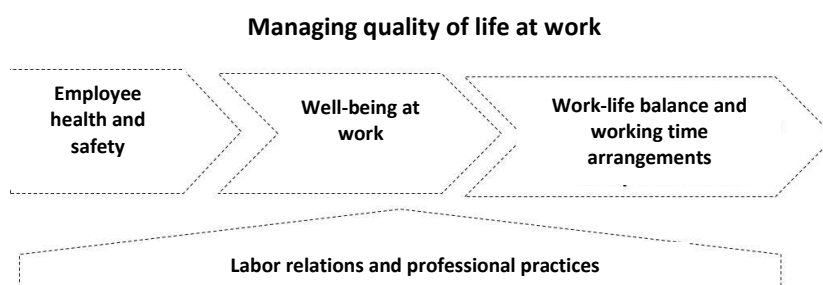 Managing quality of life at work
Employee
health and
safety
Well-being at
work
Work-life balance and
working time
arrangements
Labor relations and professional practices